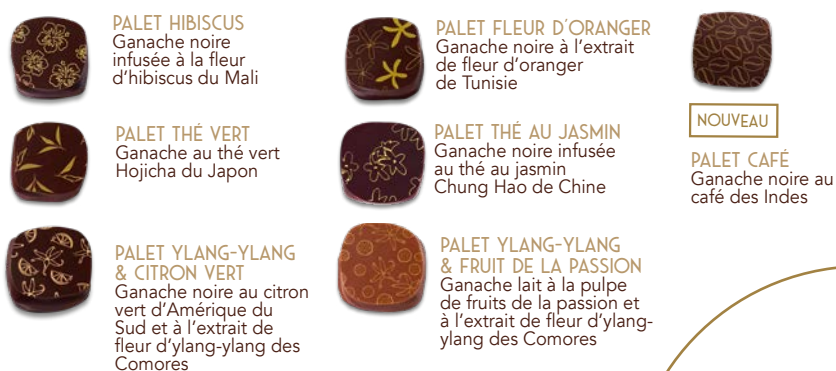 PALET HIBISCUS
Ganache noire
infusée à la fleur
d'hibiscus du Mali
PALET FLEUR D'ORANGER
Ganache noire à l'extrait
de fleur d'oranger
de Tunisie
NOUVEAU
PALET CAFÉ
Ganache noire au
café des Indes
PALET THÉ VERT
Ganache au thé vert
Hojicha du Japon
PALET THÉ AU JASMIN
Ganache noire infusée
au thé au jasmin
Chung Hao de Chine
PALET YLANG-YLANG
& CITRON VERT
Ganache noire au citron
vert d'Amérique du
Sud et à l'extrait de
fleur d'ylang-ylang des
Comores
PALET YLANG-YLANG
& FRUIT DE LA PASSION
Ganache lait à la pulpe
de fruits de la passion et
à l'extrait de fleur d'ylang-
ylang des Comores